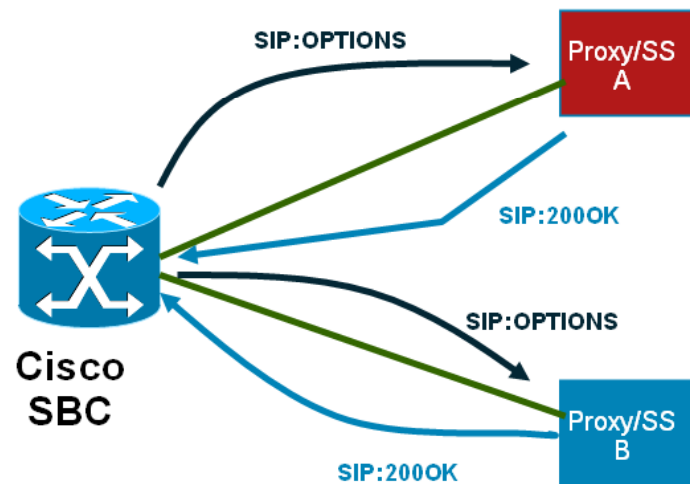 SIP:OPTIONS
Proxy/SS
A
SIP:200OK
SIP:OPTIONS
Cisco
SBC
Proxy/SS
B
SIP:200OK